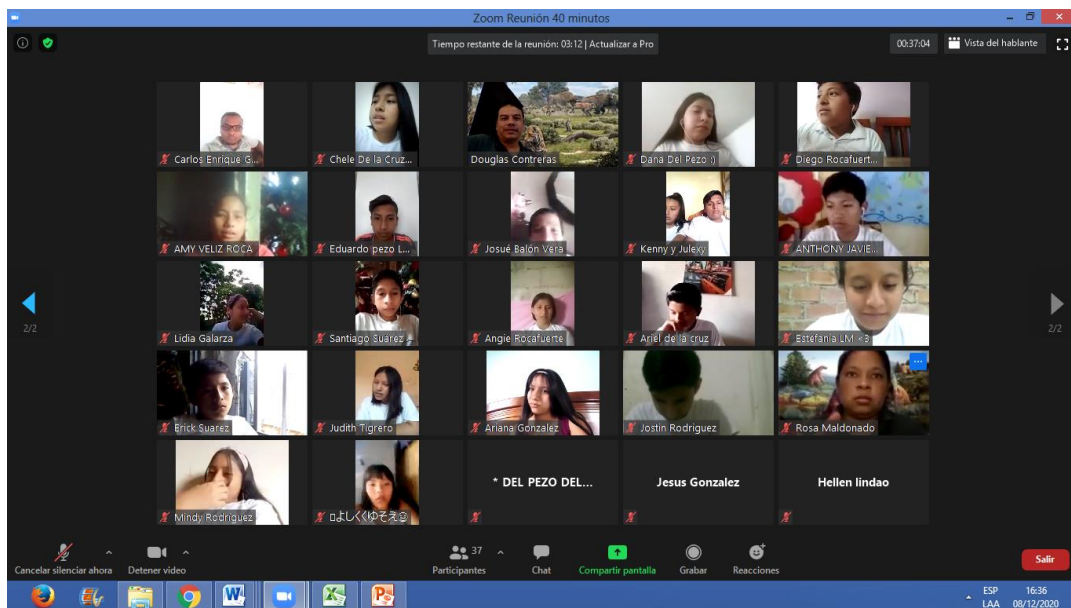 Zoom Reunión 40 minutos
Tiempo restante de la reunión: 03:12 | Actualizar a Pro
00:37:04
Vista del hablante
Carlos Enrique G...
Chele De la Cruz...
Douglas Contreras
Dana Del Pezo :)
Diego Rocafuert...
AMY VELIZ ROCA
Eduardo pezo L...
Josué Balón Vera
Kenny y Julexy
ANTHONY JAVIE...
2/2
Lidia Galarza
Santiago Suárez
Angie Rocafuerte
Ariel de la cruz
Estefania LM <3
2/2
Erick Suarez
Judith Tigrero
Ariana Gonzalez
Jostin Rodriguez
Rosa Maldonado
* DEL PEZO DEL...
Jesus Gonzalez
Hellen lindao
Mindy Rodriguez
Cancelar silenciar ahora
Detener video
37
Participantes
Chat
Compartir pantalla
Grabar
Reacciones
Salir
ESP
16:36
LAA
08/12/2020